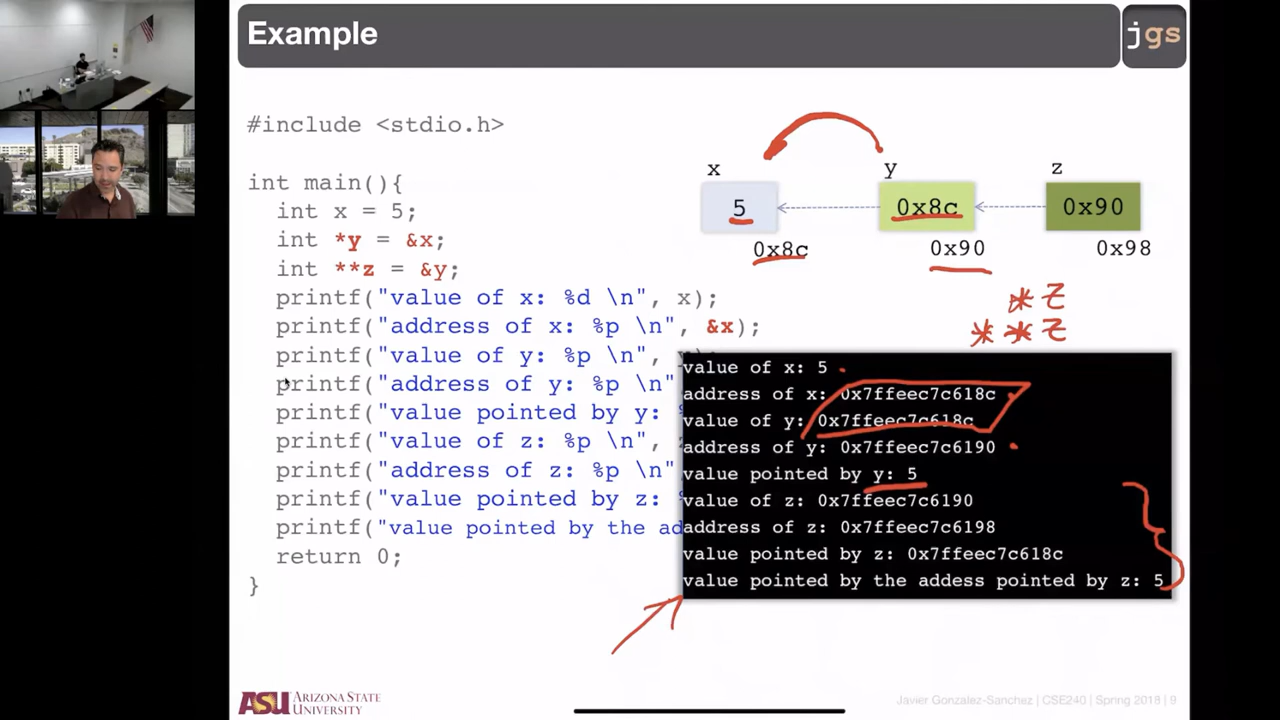 Example
jgs
#include <stdio.h>
int main(){
int x = 5;
int *y = &x;
int **z = &y;
printf("value of x: %d \n", x);
printf("address of x: %p \n", &x);
printf("value of y: %p \n",
printf("address of y: %p \n"
printf("value pointed by y:
printf("value of z: %p \n",
printf("address of z: %p \n"
printf("value pointed by z:
printf("value pointed by the ad
return 0;
}
x
y
z
5
0x8c
0x90
0x8c
0x90
0x98
*z
**z
value of x: 5
address of x: 0x7ffeec7c618c
value of y: 0x7ffeec7c618c
address of y: 0x7ffeec7c6190
value pointed by y: 5
value of z: 0x7ffeec7c6190
address of z: 0x7ffeec7c6198
value pointed by z: 0x7ffeec7c618c
value pointed by the addess pointed by z: 5
ASU ARIZONA STATE
UNIVERSITY
Javier Gonzalez-Sanchez | CSE240 | Spring 2018 | 9